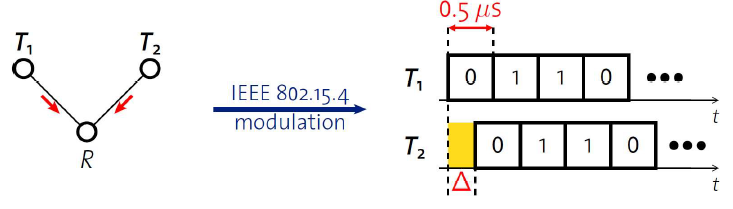 0.5 μs
T1 T2
R
IEEE 802.15.4
modulation
T1 0 1 1 0 •••
t
T2 0 1 1 0 •••
Δ t